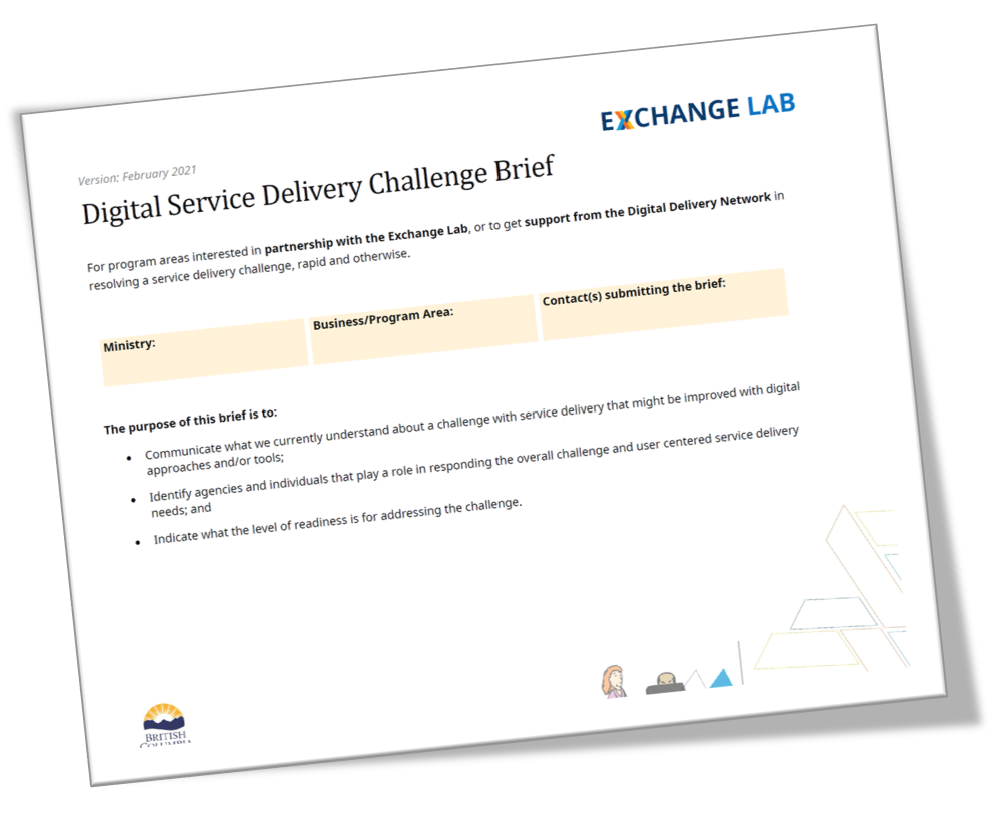 EXCHANGE LAB
Version: February 2021
Digital Service Delivery Challenge Brief
For program areas interested in partnership with the Exchange Lab, or to get support from the Digital Delivery Network in
resolving a service delivery challenge, rapid and otherwise.
Ministry:
Business/Program Area:
Contact(s) submitting the brief:
The purpose of this brief is to:
• Communicate what we currently understand about a challenge with service delivery that might be improved with digital
approaches and/or tools;
• Identify agencies and individuals that play a role in responding the overall challenge and user centered service delivery
needs; and
• Indicate what the level of readiness is for addressing the challenge.
BRITISH
COLUMBIA